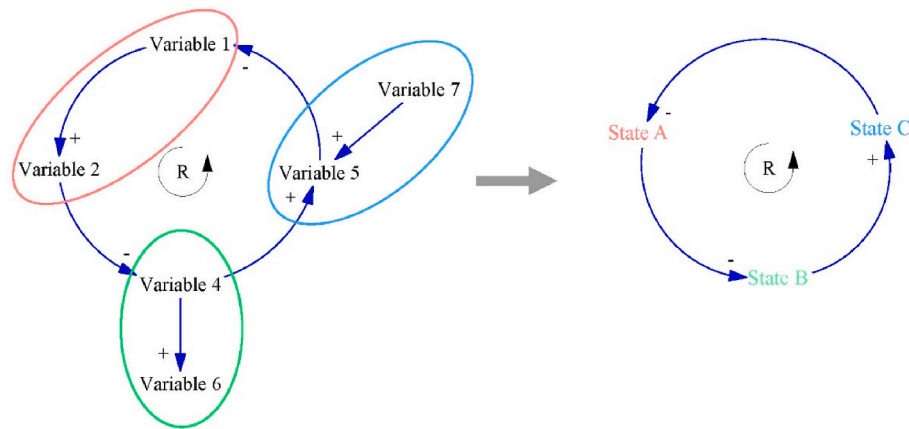 Variable 1
-
Variable 7
+
Variable 2
R
+
Variable 5
+
-
Variable 4
+
Variable 6
-
State A
State C
R
+
-
State B